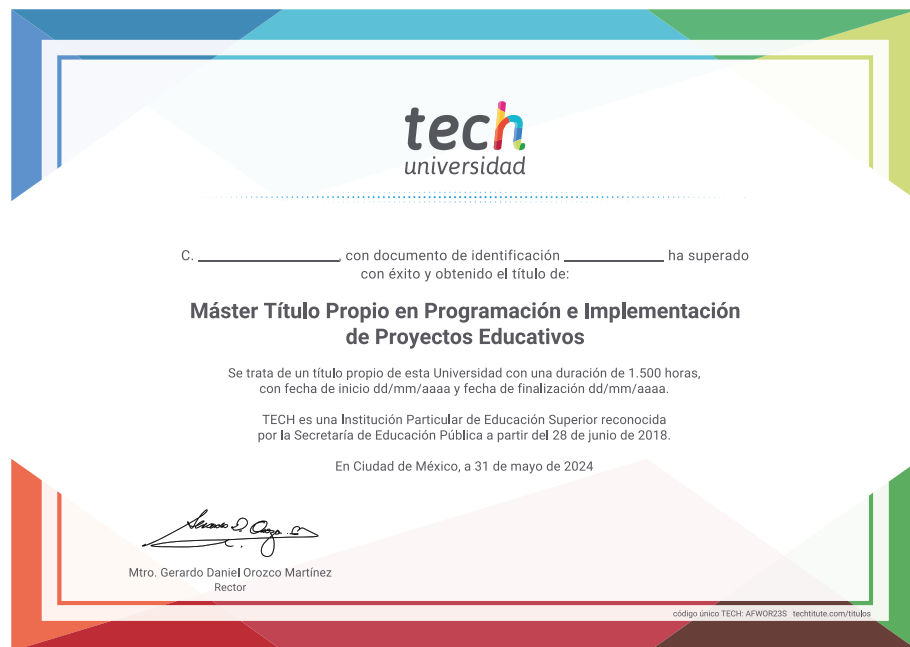 tech
universidad
C. ____________________, con documento de identificación ______________ ha superado
con éxito y obtenido el título de:
Máster Título Propio en Programación e Implementación
de Proyectos Educativos
Se trata de un título propio de esta Universidad con una duración de 1.500 horas,
con fecha de inicio dd/mm/aaaa y fecha de finalización dd/mm/aaaa.
TECH es una Institución Particular de Educación Superior reconocida
por la Secretaría de Educación Pública a partir del 28 de junio de 2018.
En Ciudad de México, a 31 de mayo de 2024
Mtro. Gerardo Daniel Orozco Martínez
Rector
código único TECH: AFWOR23S techtitute.com/titulos